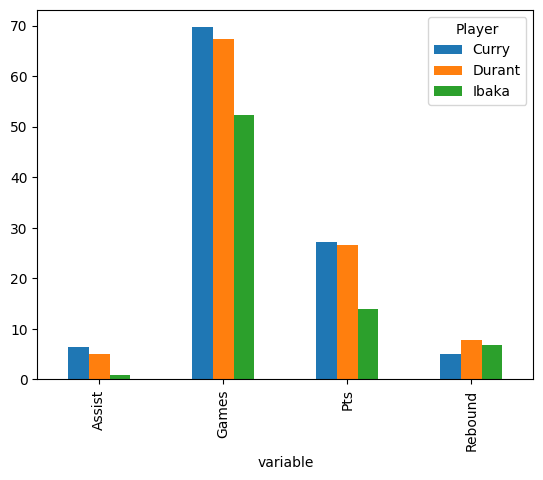 70
60
50
40
30
20
10
0
Player
Curry
Durant
Ibaka
Assist
Games
Pts
Rebound
variable